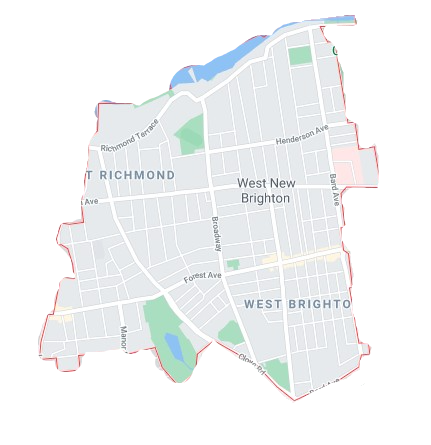 Richmond Terrace
Henderson Ave
T RICHMOND
West New
Brighton
Bard Ave
Ave
Broadway
Forest Ave
WEST BRIGHTO
Manor
Clove Rd